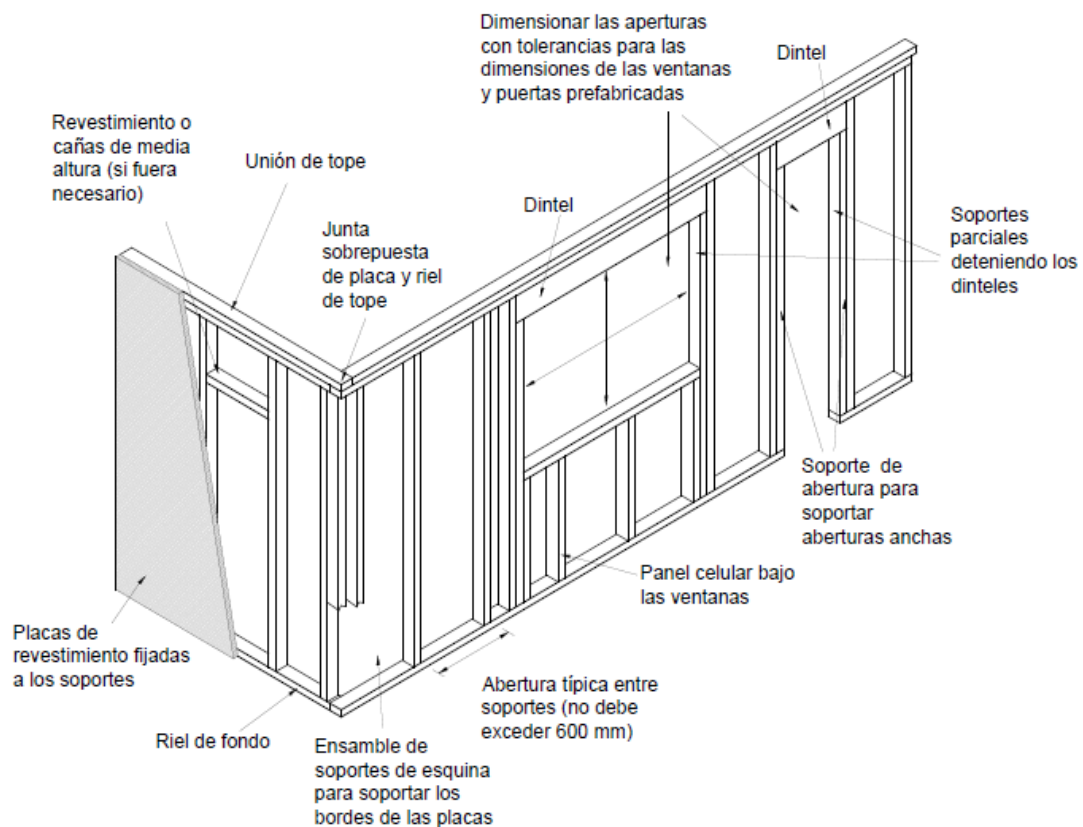 Dimensionar las aperturas
con tolerancias para las
dimensiones de las ventanas
y puertas prefabricadas
Dintel
Revestimiento o
cañas de media
altura (si fuera
necesario)
Unión de tope
Junta
sobrepuesta
de placa y riel
de tope
Dintel
Soportes
parciales
deteniendo los
dinteles
Soporte de
abertura para
soportar
aberturas anchas
Panel celular bajo
las ventanas
Placas de
revestimiento fijadas
a los soportes
Abertura típica entre
soportes (no debe
exceder 600 mm)
Riel de fondo
Ensamble de
soportes de esquina
para soportar los
bordes de las placas